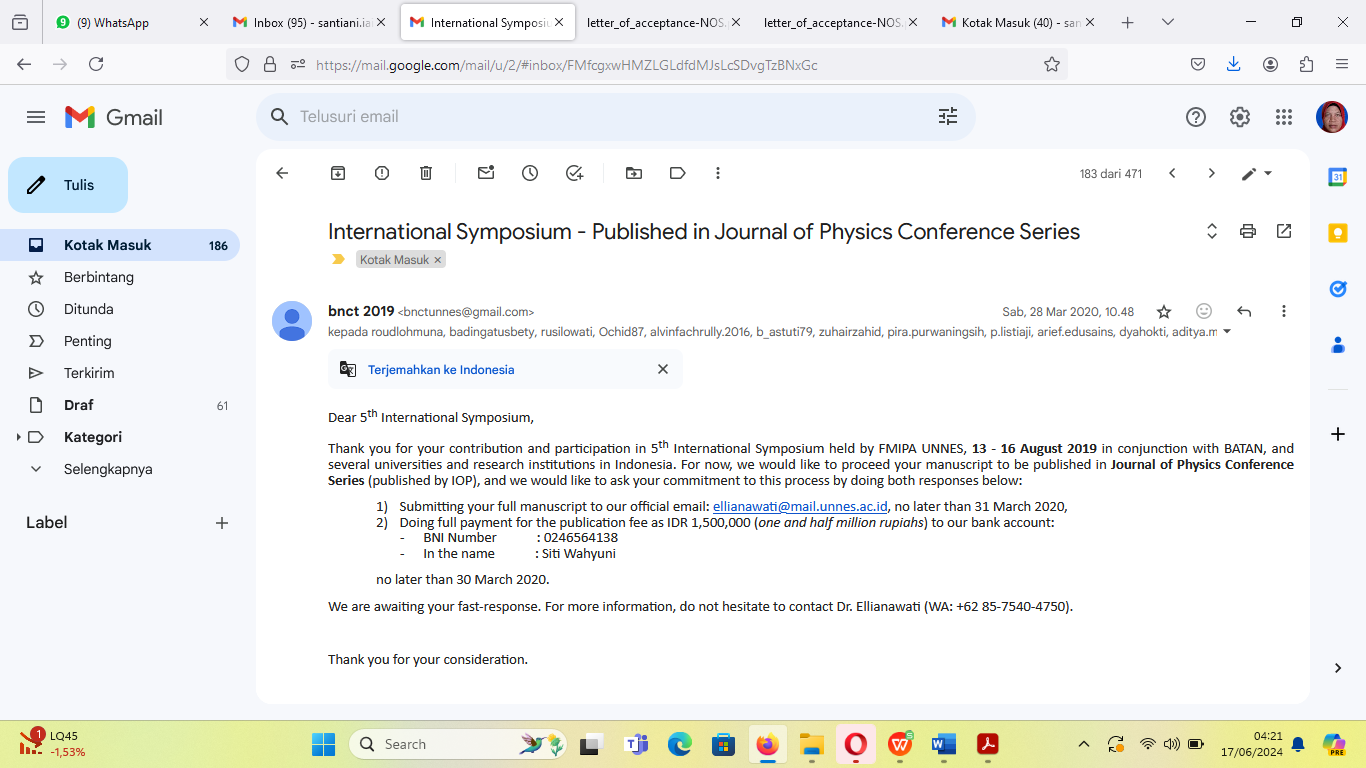 (9) WhatsApp
Inbox (95) - santiani.iai
International Symposiu
letter_of_acceptance-NOS.
letter_of_acceptance-NOS.
Kotak Masuk (40) - san
https://mail.google.com/mail/u/2/#inbox/FMfcgxwHMZLGLdfdMJsLcSDvgTzBNxGc
Gmail
Telusuri email
Tulis
183 dari 471
Kotak Masuk 186
Berbintang
Ditunda
Penting
Terkirim
Draf 61
Kategori
Selengkapnya
Label
International Symposium - Published in Journal of Physics Conference Series
Kotak Masuk
bnct 2019 <bnctunnes@gmail.com>
Sab, 28 Mar 2020, 10.48
kepada roudlohmuna, badingatusbety, rusilowati, Ochid87, alvinfachrully.2016, b_astuti79, zuhairzahid, pira.purwaningsih, p.listiaji, arief.edusains, dyahokti, aditya.m
Terjemahkan ke Indonesia
Dear 5th International Symposium,
Thank you for your contribution and participation in 5th International Symposium held by FMIPA UNNES, 13 - 16 August 2019 in conjunction with BATAN, and
several universities and research institutions in Indonesia. For now, we would like to proceed your manuscript to be published in Journal of Physics Conference
Series (published by IOP), and we would like to ask your commitment to this process by doing both responses below:
1) Submitting your full manuscript to our official email: ellianawati@mail.unnes.ac.id, no later than 31 March 2020,
2) Doing full payment for the publication fee as IDR 1,500,000 (one and half million rupiahs) to our bank account:
- BNI Number : 0246564138
- In the name : Siti Wahyuni
no later than 30 March 2020.
We are awaiting your fast-response. For more information, do not hesitate to contact Dr. Ellianawati (WA: +62 85-7540-4750).
Thank you for your consideration.
LQ45
-1,53%
Search
04:21
17/06/2024